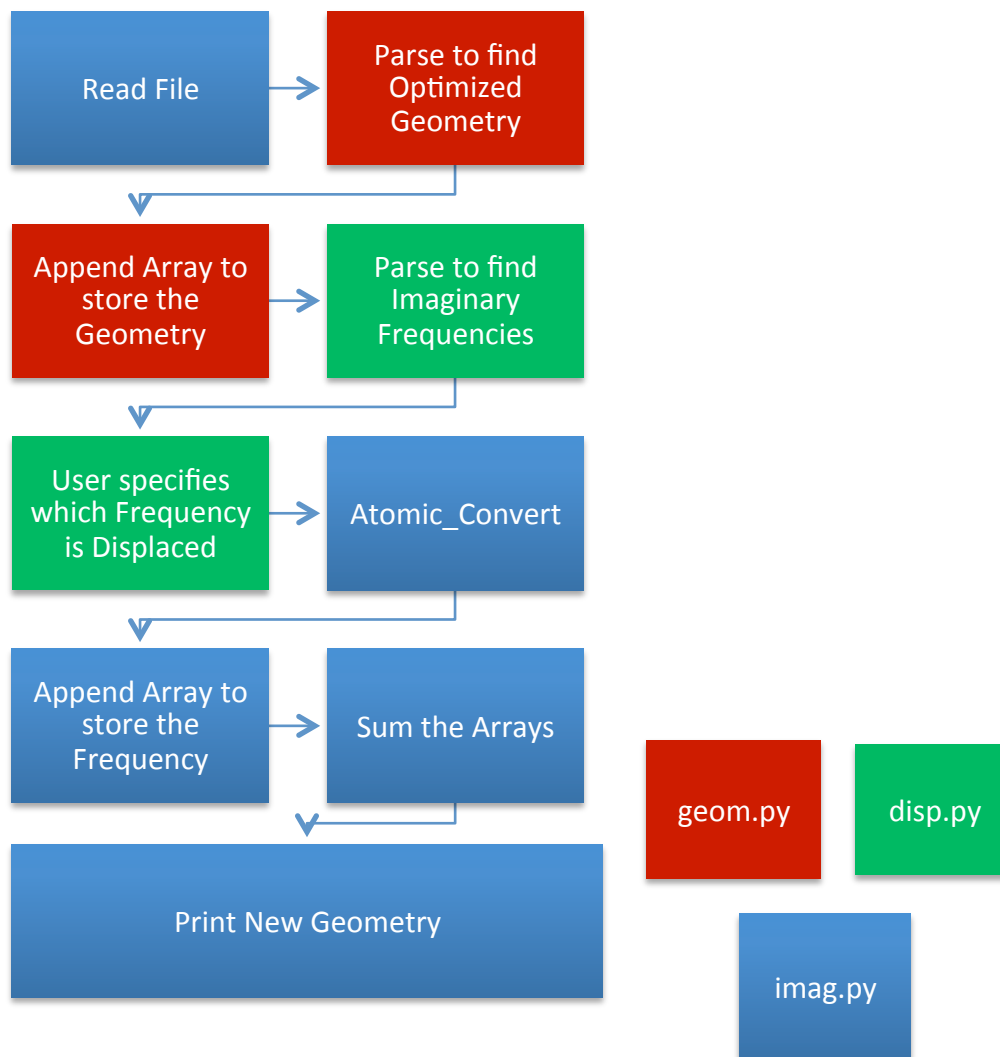 Read File
Parse to find
Optimized
Geometry
Append Array to
store the
Geometry
Parse to find
Imaginary
Frequencies
User specifies
which Frequency
is Displaced
Atomic_Convert
Append Array to
store the
Frequency
Sum the Arrays
Print New Geometry
geom.py
disp.py
imag.py